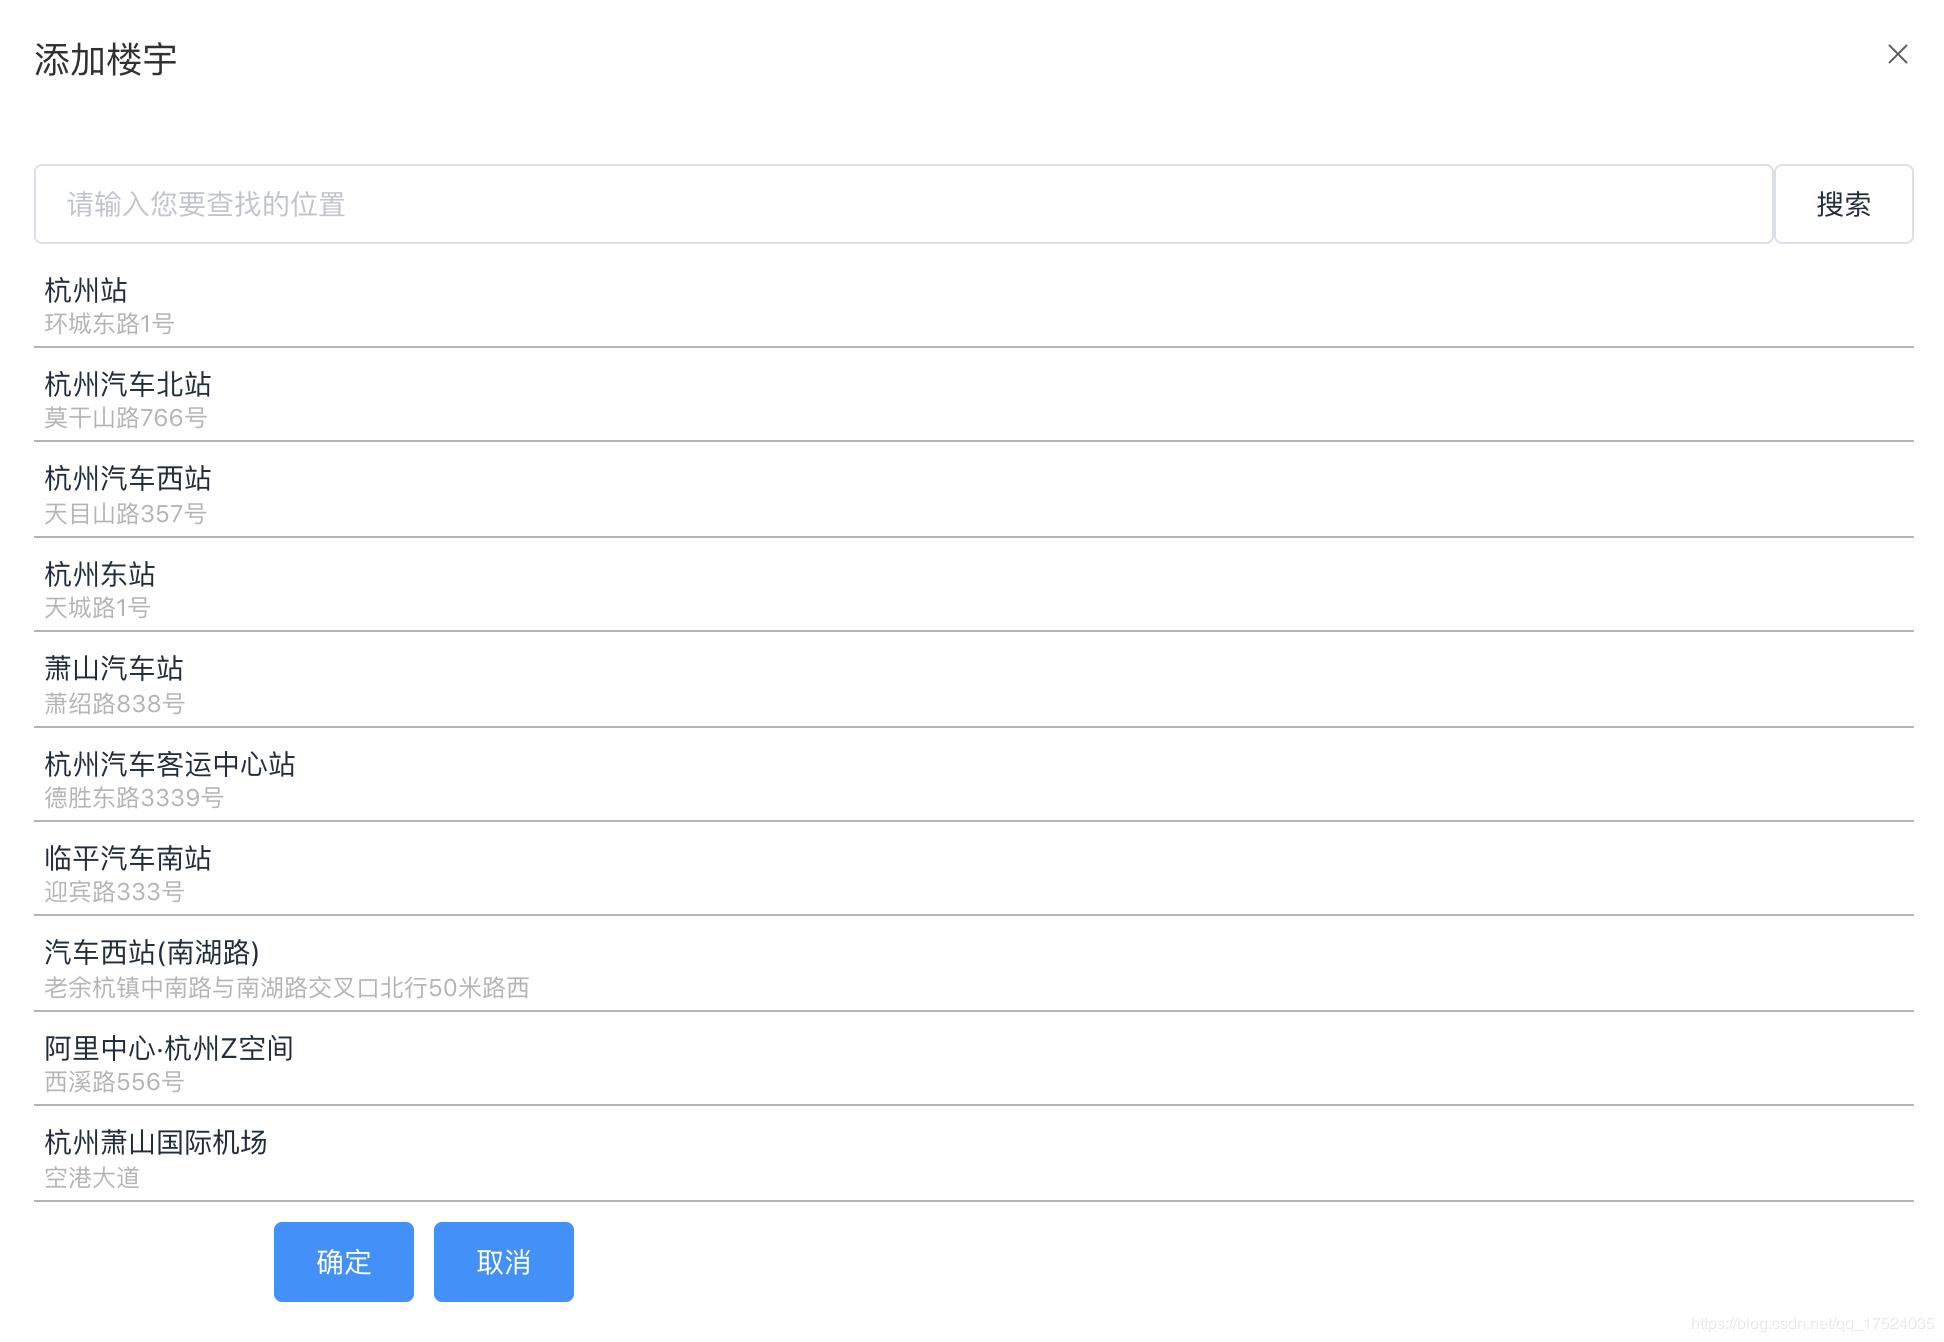 添加楼宇
请输入您要查找的位置
搜索
杭州站
环城东路1号
杭州汽车北站
莫干山路766号
杭州汽车西站
天目山路357号
杭州东站
天城路1号
萧山汽车站
萧绍路838号
杭州汽车客运中心站
德胜东路3339号
临平汽车南站
迎宾路333号
汽车西站(南湖路)
老余杭镇中南路与南湖路交叉口北行50米路西
阿里中心·杭州Z空间
西溪路556号
杭州萧山国际机场
空港大道
确定
取消
https://blog.csdn.net/qq_17524035